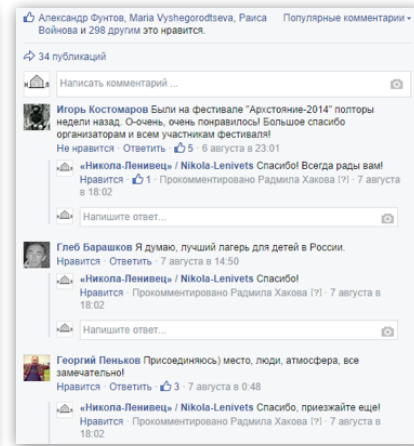 Александр Фунтов, Maria Vyshegorodtseva, Раиса
Войнова и 298 другим это нравится.
Популярные комментарии
34 публикаций
Написать комментарий ...
Игорь Костомаров Были на фестивале "Архстояние-2014" полторы
недели назад. О-очень, очень понравилось! Большое спасибо
организаторам и всем участникам фестиваля!
Не нравится · Ответить · 5 · 6 августа в 23:01
«Никола-Ленивец» / Nikola-Lenivets Спасибо! Всегда рады вам!
Нравится · 1 · Прокомментировано Радмила Хакова [?] · 7 августа
в 18:02
Напишите ответ...
Глеб Барашков Я думаю, лучший лагерь для детей в России.
Нравится · Ответить · 7 августа в 14:50
«Никола-Ленивец» / Nikola-Lenivets Спасибо!
Нравится · Прокомментировано Радмила Хакова [?] · 7 августа в
18:02
Напишите ответ...
Георгий Пеньков Присоединяюсь) место, люди, атмосфера, все
замечательно!
Нравится · Ответить · 3 · 7 августа в 0:48
«Никола-Ленивец» / Nikola-Lenivets Спасибо, приезжайте еще!
Нравится · Прокомментировано Радмила Хакова [?] · 7 августа в
18:02